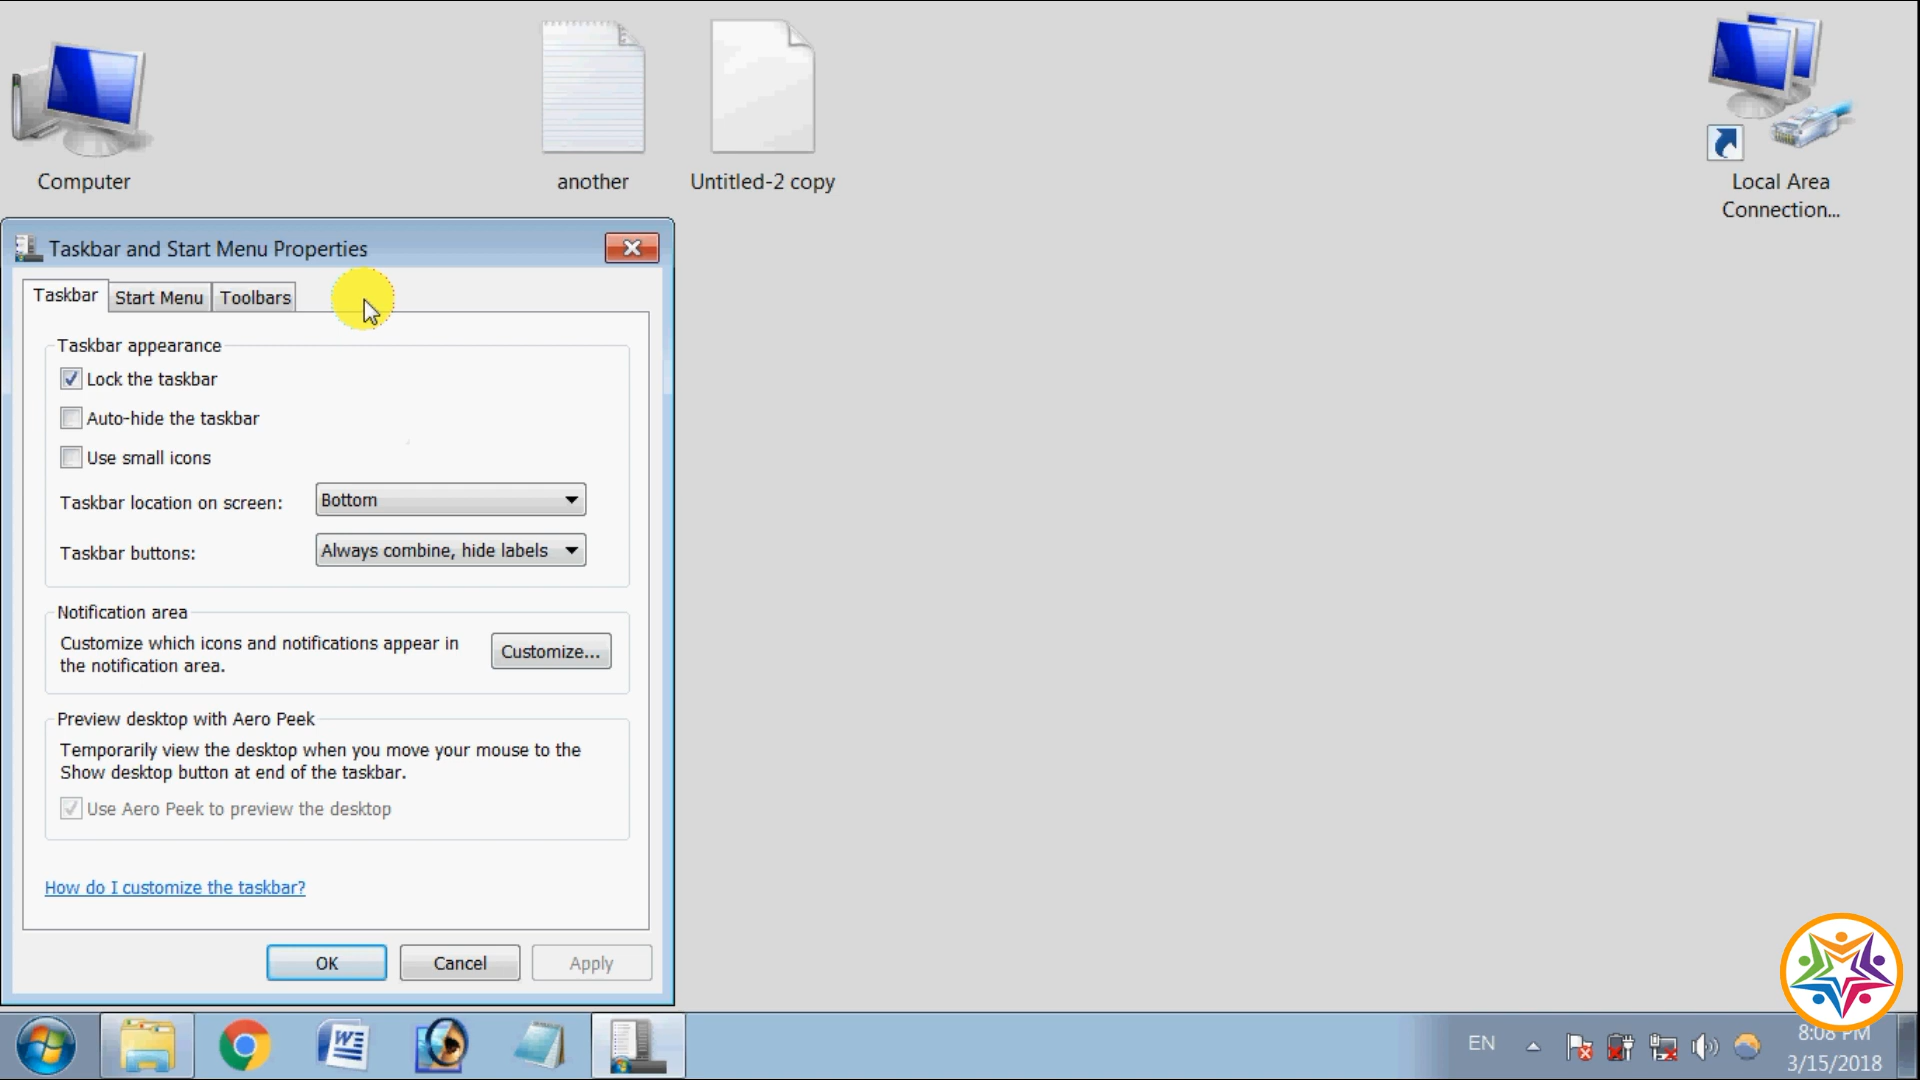 Computer
another
Untitled-2 copy
Local Area
Connection...
Taskbar and Start Menu Properties
Taskbar
Start Menu
Toolbars
Taskbar appearance
Lock the taskbar
Auto-hide the taskbar
Use small icons
Taskbar location on screen:
Bottom
Taskbar buttons:
Always combine, hide labels
Notification area
Customize which icons and notifications appear in
the notification area.
Customize...
Preview desktop with Aero Peek
Temporarily view the desktop when you move your mouse to the
Show desktop button at end of the taskbar.
Use Aero Peek to preview the desktop
How do I customize the taskbar?
OK
Cancel
Apply
W
EN
8:08 PM
3/15/2018